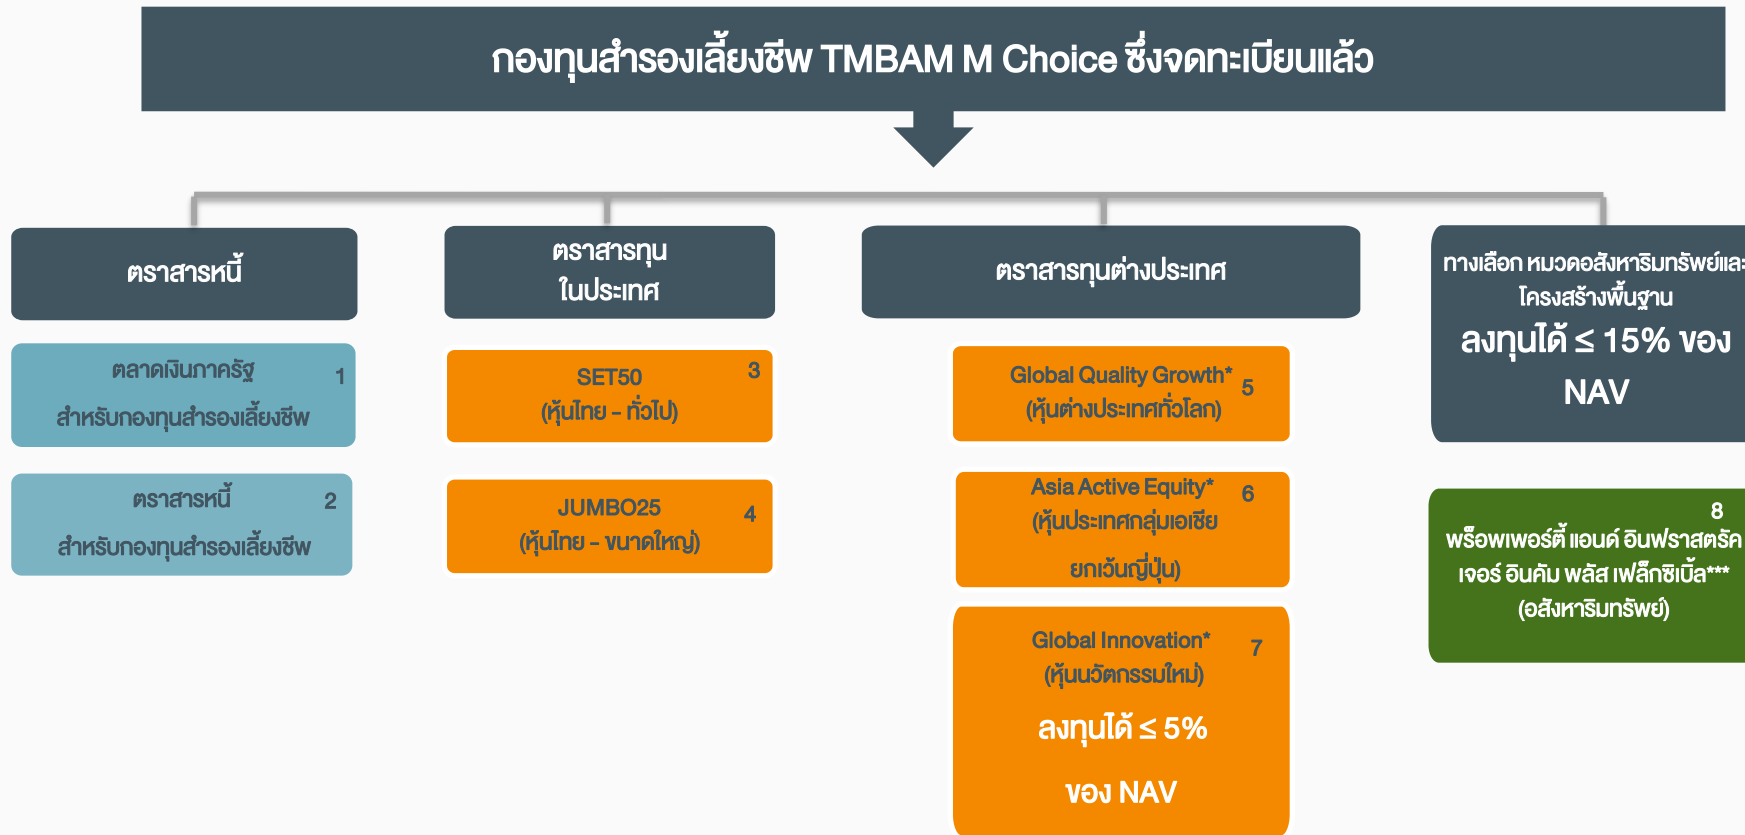 กองทุนสำรองเลี้ยงชีพ TMBAM M Choice ซึ่งจดทะเบียนแล้ว
ตราสารหนี้
ตลาดเงินภาครัฐ
1
สำหรับกองทุนสำรองเลี้ยงชีพ
ตราสารหนี้
2
สำหรับกองทุนสำรองเลี้ยงชีพ
ตราสารทุน
ในประเทศ
SET50
3
(หุ้นไทย - ทั่วไป)
JUMBO25
4
(หุ้นไทย - ขนาดใหญ่)
ตราสารทุนต่างประเทศ
Global Quality Growth*
5
(หุ้นต่างประเทศทั่วโลก)
Asia Active Equity*
6
(หุ้นประเทศกลุ่มเอเชีย
ยกเว้นญี่ปุ่น)
Global Innovation*
7
(หุ้นนวัตกรรมใหม่)
ลงทุนได้ ≤ 5%
ของ NAV
ทางเลือก หมวดอสังหาริมทรัพย์และ
โครงสร้างพื้นฐาน
ลงทุนได้ ≤ 15% ของ
NAV
8
พร็อพเพอร์ตี้ แอนด์ อินฟราสตรัค
เจอร์ อินคัม พลัส เฟล็กซิเบิ้ล***
(อสังหาริมทรัพย์)